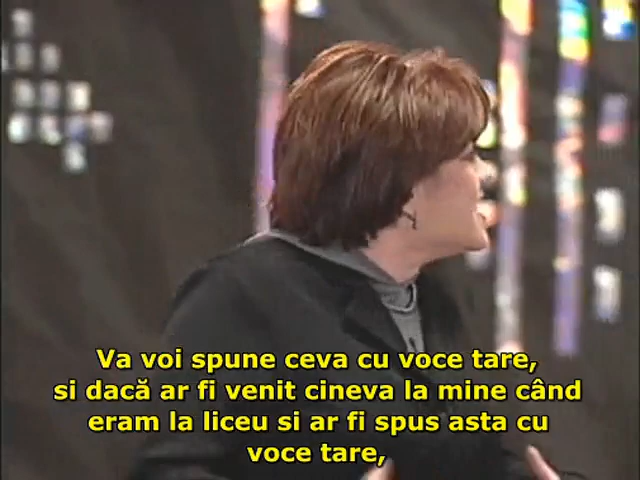 Va voi spune ceva cu voce tare,
si dacă ar fi venit cineva la mine când
eram la liceu si ar fi spus asta cu
voce tare,